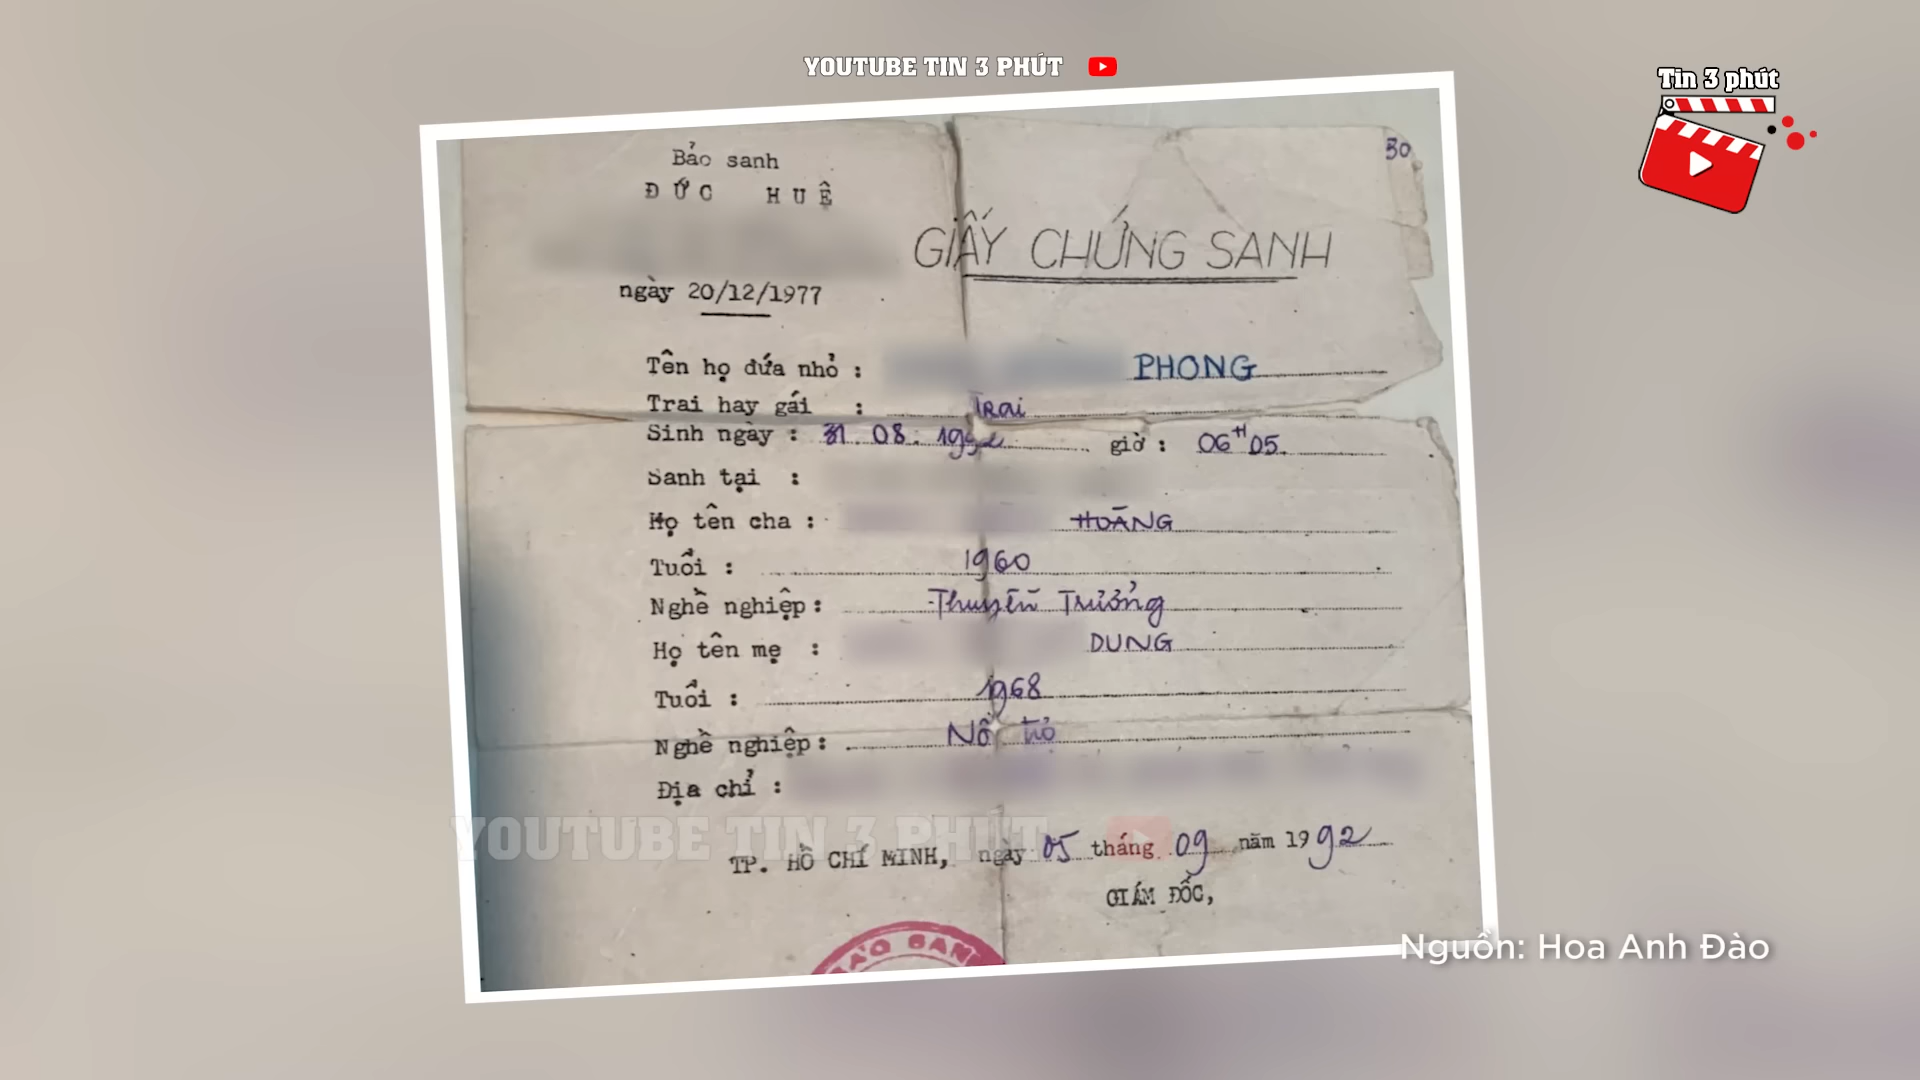 YOUTUBE TIN 3 PHÚT
Tin 3 phút
30
Bảo sanh
ĐỨC HUỆ
GIẤY CHỨNG SANH
ngày 20/12/1977
Tên họ đứa nhỏ : PHONG
Trai hay gái : Trai
Sinh ngày : 31.08.1992 giờ : 06H05.
Sanh tại :
Họ tên cha : HOÀNG
Tuổi : 1960
Nghề nghiệp : Thuyền Trưởng
Họ tên mẹ : DUNG
Tuổi : 1968
Nghề nghiệp : Nội trợ
Địa chỉ :
YOUTUBE TIN 3 PHÚT
TP. HỒ CHÍ MINH, ngày 05 tháng 09 năm 1992
GIÁM ĐỐC,
BẢO SAN
Nguồn: Hoa Anh Đào